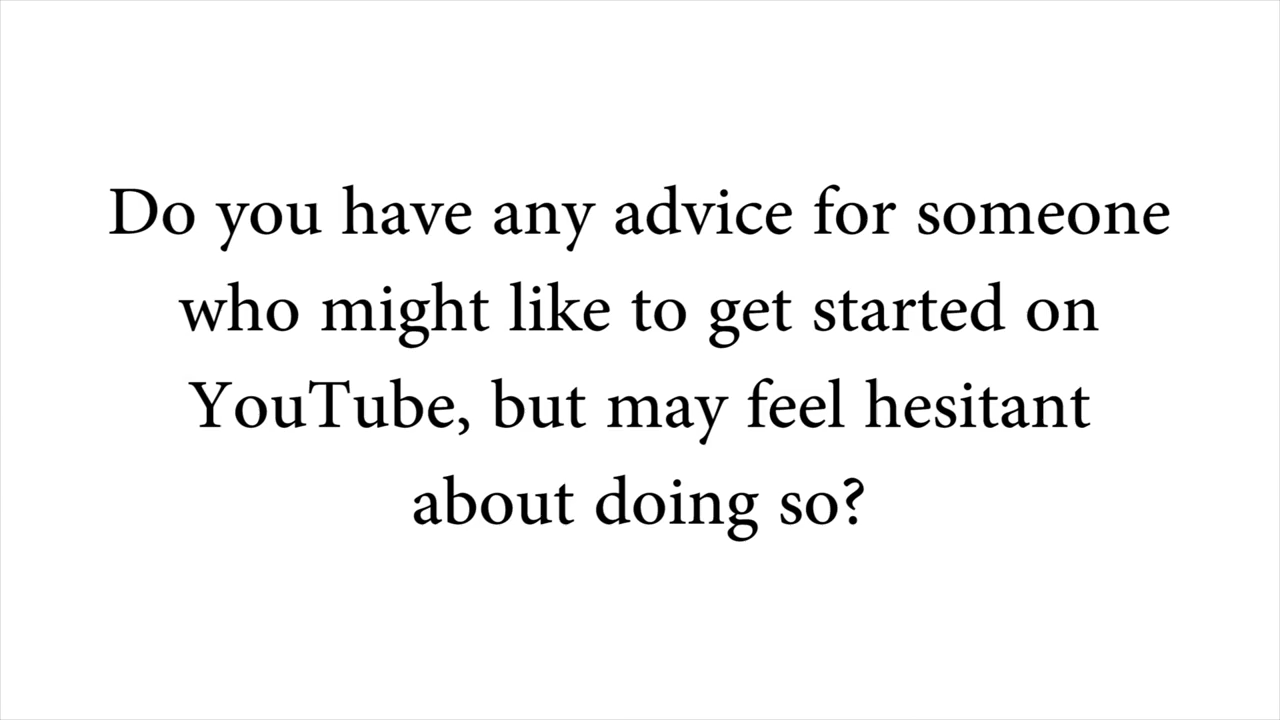 Do you have any advice for someone
who might like to get started on
YouTube, but may feel hesitant
about doing so?